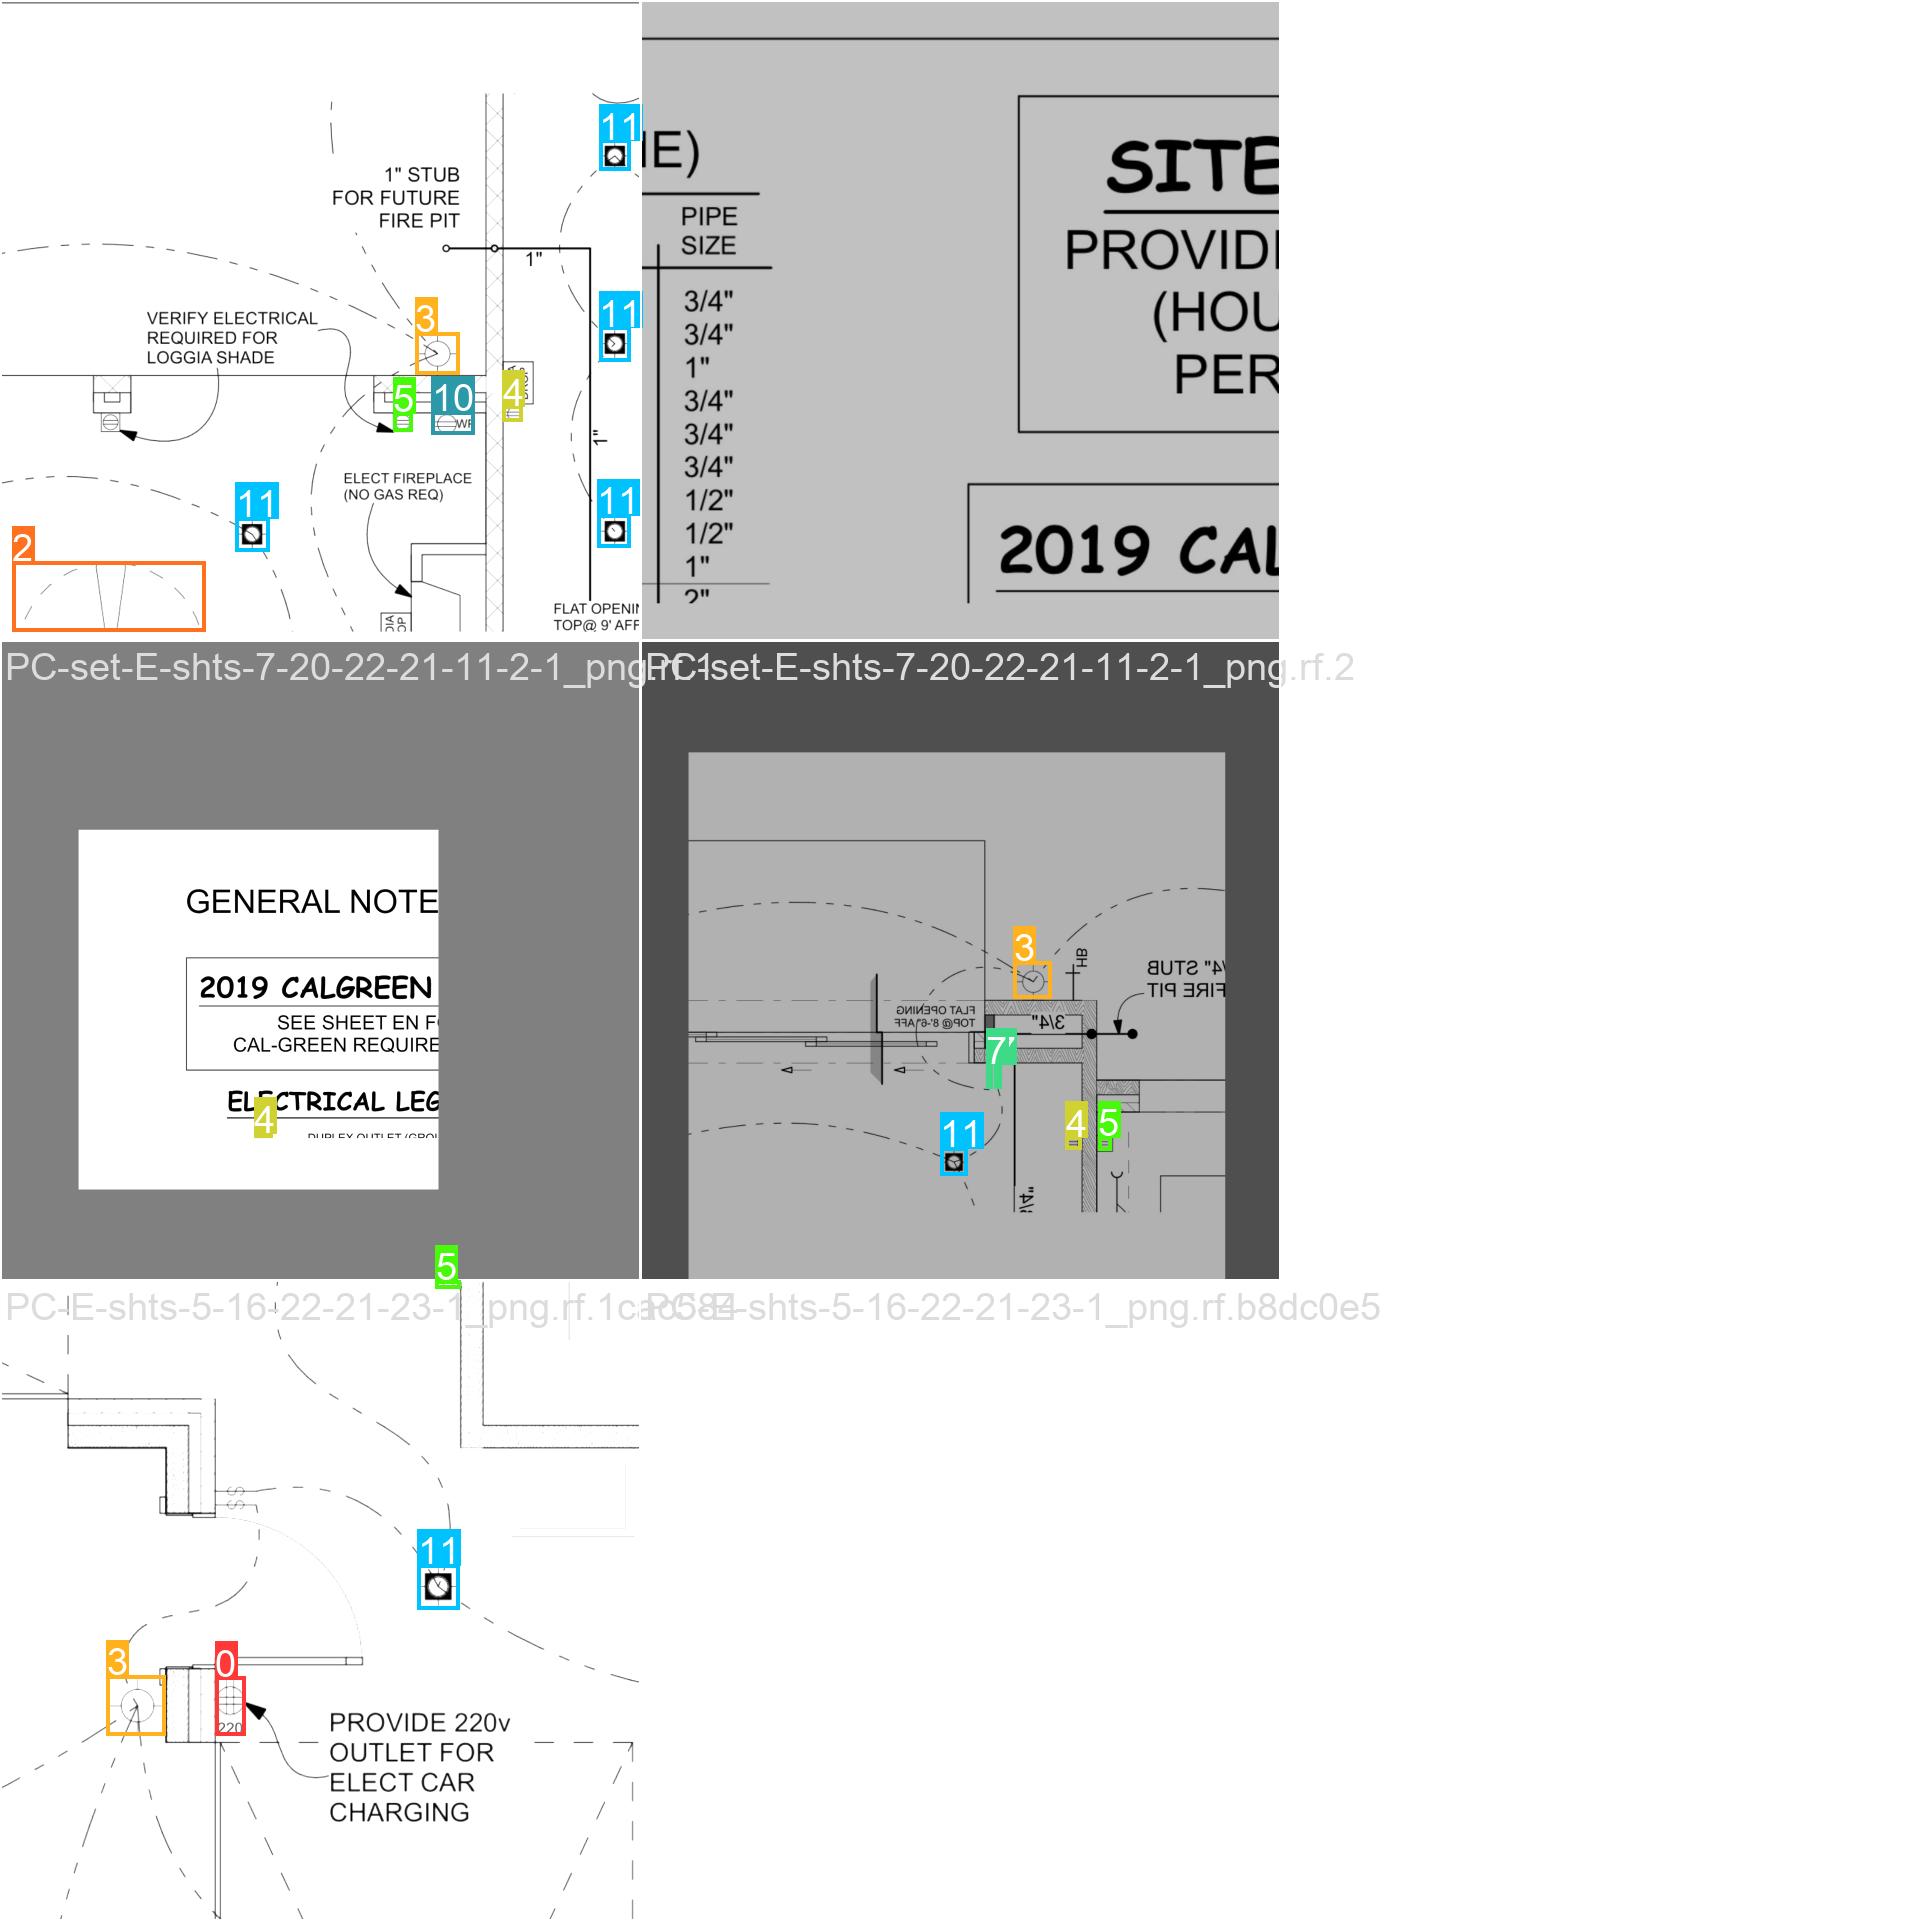 11
1" STUB
FOR FUTURE
FIRE PIT
1"
3
VERIFY ELECTRICAL
REQUIRED FOR
LOGGIA SHADE
11
5
10
4
WP
1"
ELECT FIREPLACE
(NO GAS REQ)
11
11
2
FLAT OPENIN
TOP@ 9' AFF
IE)
PIPE
SIZE
3/4"
3/4"
1"
3/4"
3/4"
3/4"
1/2"
1/2"
1"
2"
SITE
PROVIDI
(HOU
PER
2019 CAL
PC-set-E-shts-7-20-22-21-11-2-1_png.rf.1
PC-set-E-shts-7-20-22-21-11-2-1_png.rf.2
GENERAL NOTE
2019 CALGREEN
SEE SHEET EN F
CAL-GREEN REQUIRE
ELECTRICAL LEG
4
DUPLEX OUTLET (GROU
3
HB
3/4" STUB
FIRE PIT
FLAT OPENING
TOP@ 8'-6" AFF
3/4"
7
11
4
5
3/4"
5
PC-E-shts-5-16-22-21-23-1_png.rf.1ca
PC-E-shts-5-16-22-21-23-1_png.rf.b8dc0e5
S
S
11
3
0
220
PROVIDE 220v
OUTLET FOR
ELECT CAR
CHARGING